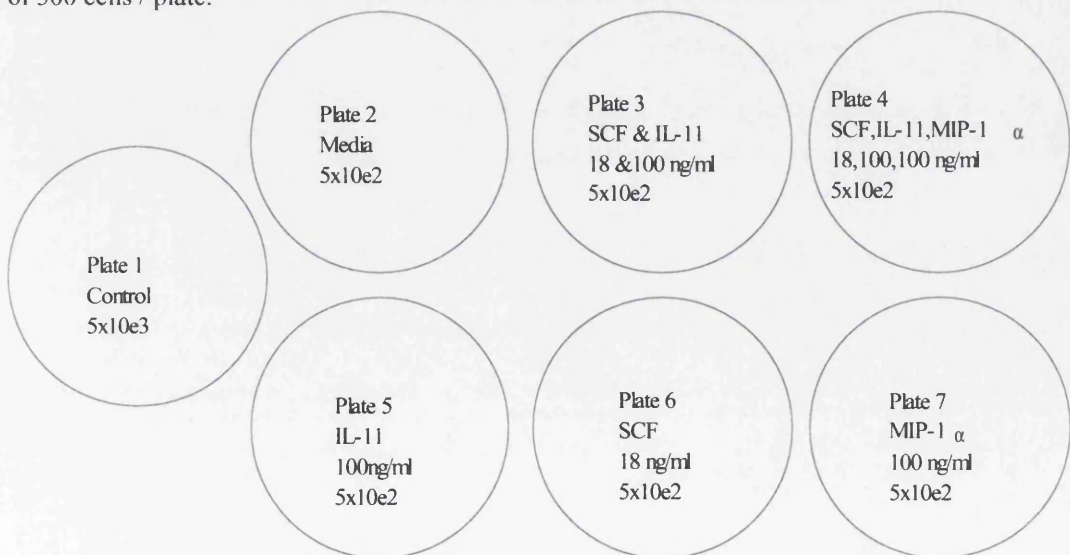 of 500 cells / plate.
Plate 1
Control
5x10e3
Plate 2
Media
5x10e2
Plate 3
SCF & IL-11
18 &100 ng/ml
5x10e2
Plate 4
SCF,IL-11,MIP-1 α
18,100,100 ng/ml
5x10e2
Plate 5
IL-11
100ng/ml
5x10e2
Plate 6
SCF
18 ng/ml
5x10e2
Plate 7
MIP-1 α
100 ng/ml
5x10e2